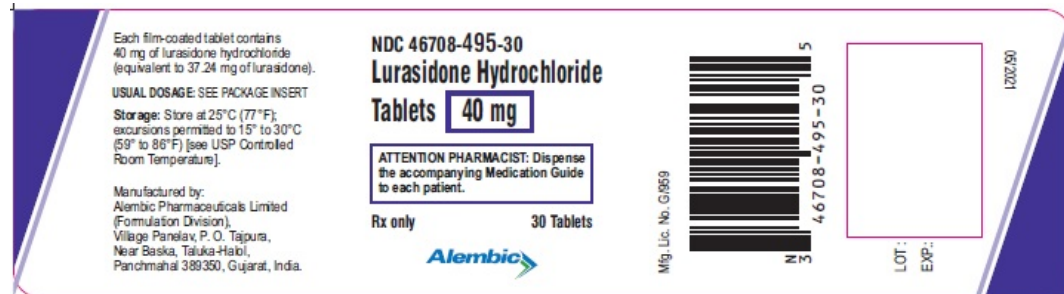 Each film-coated tablet contains
40 mg of lurasidone hydrochloride
(equivalent to 37.24 mg of lurasidone).
USUAL DOSAGE: SEE PACKAGE INSERT
Storage: Store at 25°C (77°F);
excursions permitted to 15° to 30°C
(59° to 86°F) [see USP Controlled
Room Temperature].
Manufactured by:
Alembic Pharmaceuticals Limited
(Formulation Division),
Village Panelav, P. O. Tajpura,
Near Baska, Taluka-Halol,
Panchmahal 389350, Gujarat, India.
NDC 46708-495-30
Lurasidone Hydrochloride
Tablets 40 mg
ATTENTION PHARMACIST: Dispense
the accompanying Medication Guide
to each patient.
Rx only 30 Tablets
Alembic
Mfg. Lic. No. G/959
N 3 46708-495-30 5
LOT :
EXP.:
05/2021